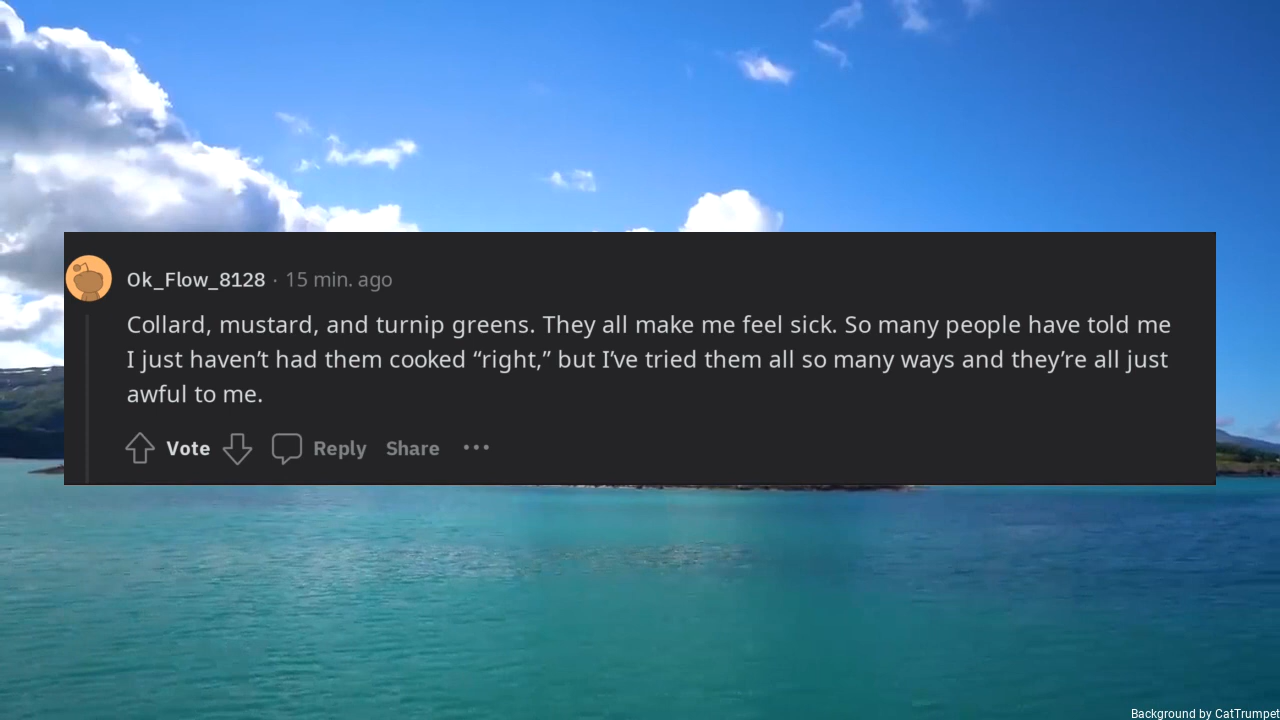 Ok_Flow_8128 · 15 min. ago
Collard, mustard, and turnip greens. They all make me feel sick. So many people have told me
I just haven’t had them cooked “right,” but I’ve tried them all so many ways and they’re all just
awful to me.
Vote Reply Share ···
Background by CatTrumpet